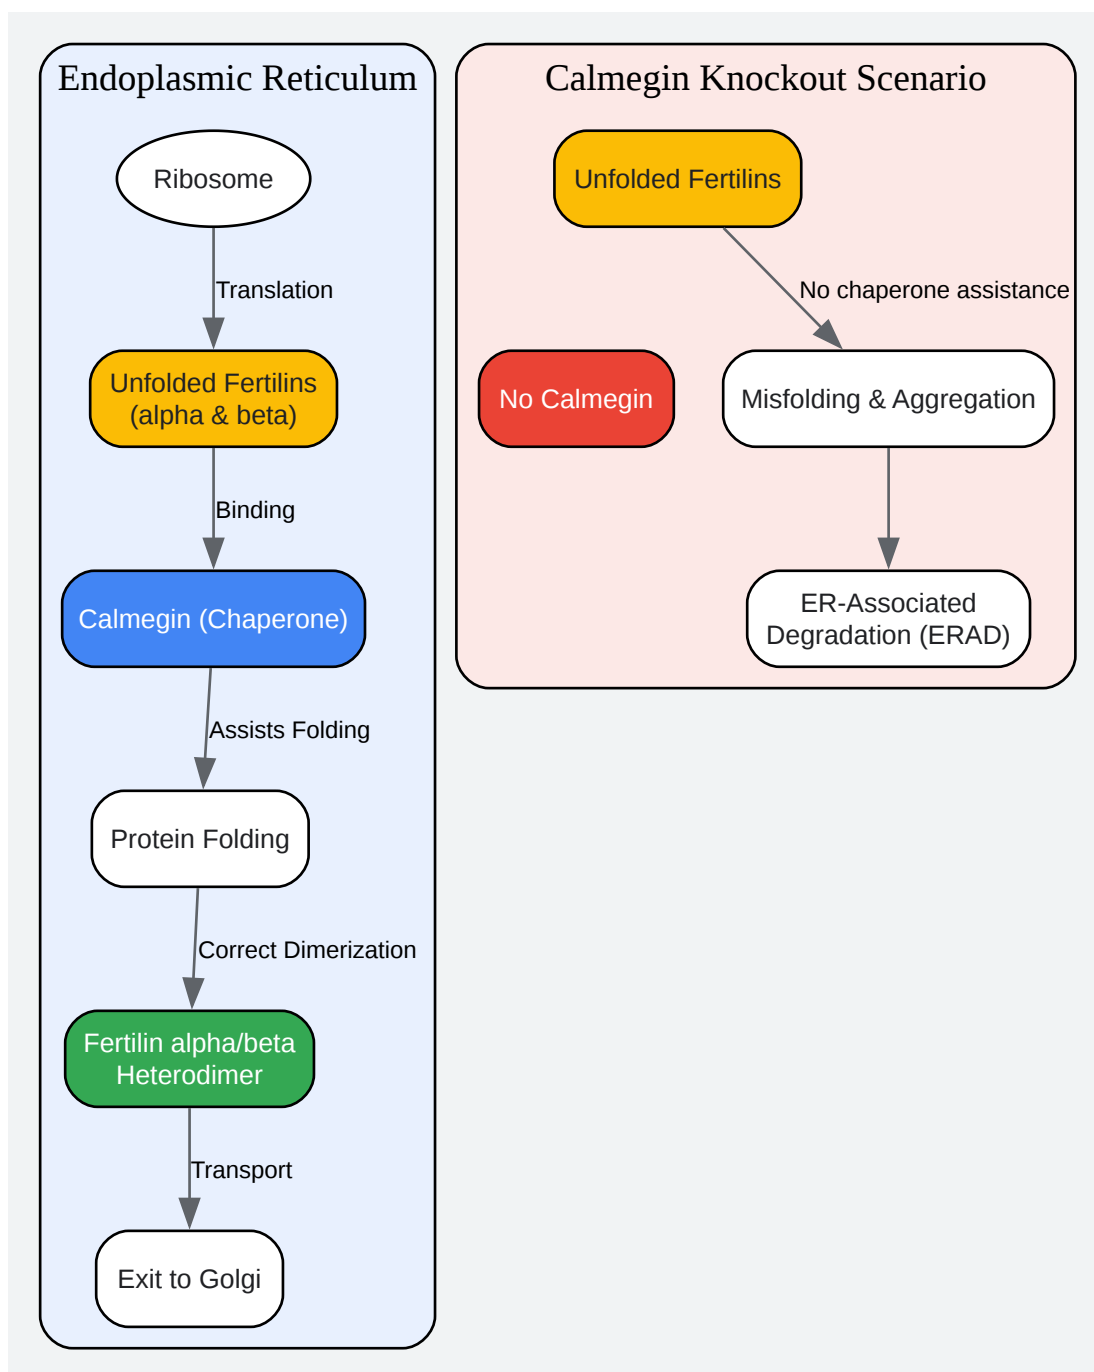 Endoplasmic Reticulum
Ribosome
Translation
Unfolded Fertilins
(alpha & beta)
Binding
Calmegin (Chaperone)
Assists Folding
Protein Folding
Correct Dimerization
Fertilin alpha/beta
Heterodimer
Transport
Exit to Golgi
Calmegin Knockout Scenario
Unfolded Fertilins
No chaperone assistance
No Calmegin
Misfolding & Aggregation
ER-Associated
Degradation (ERAD)